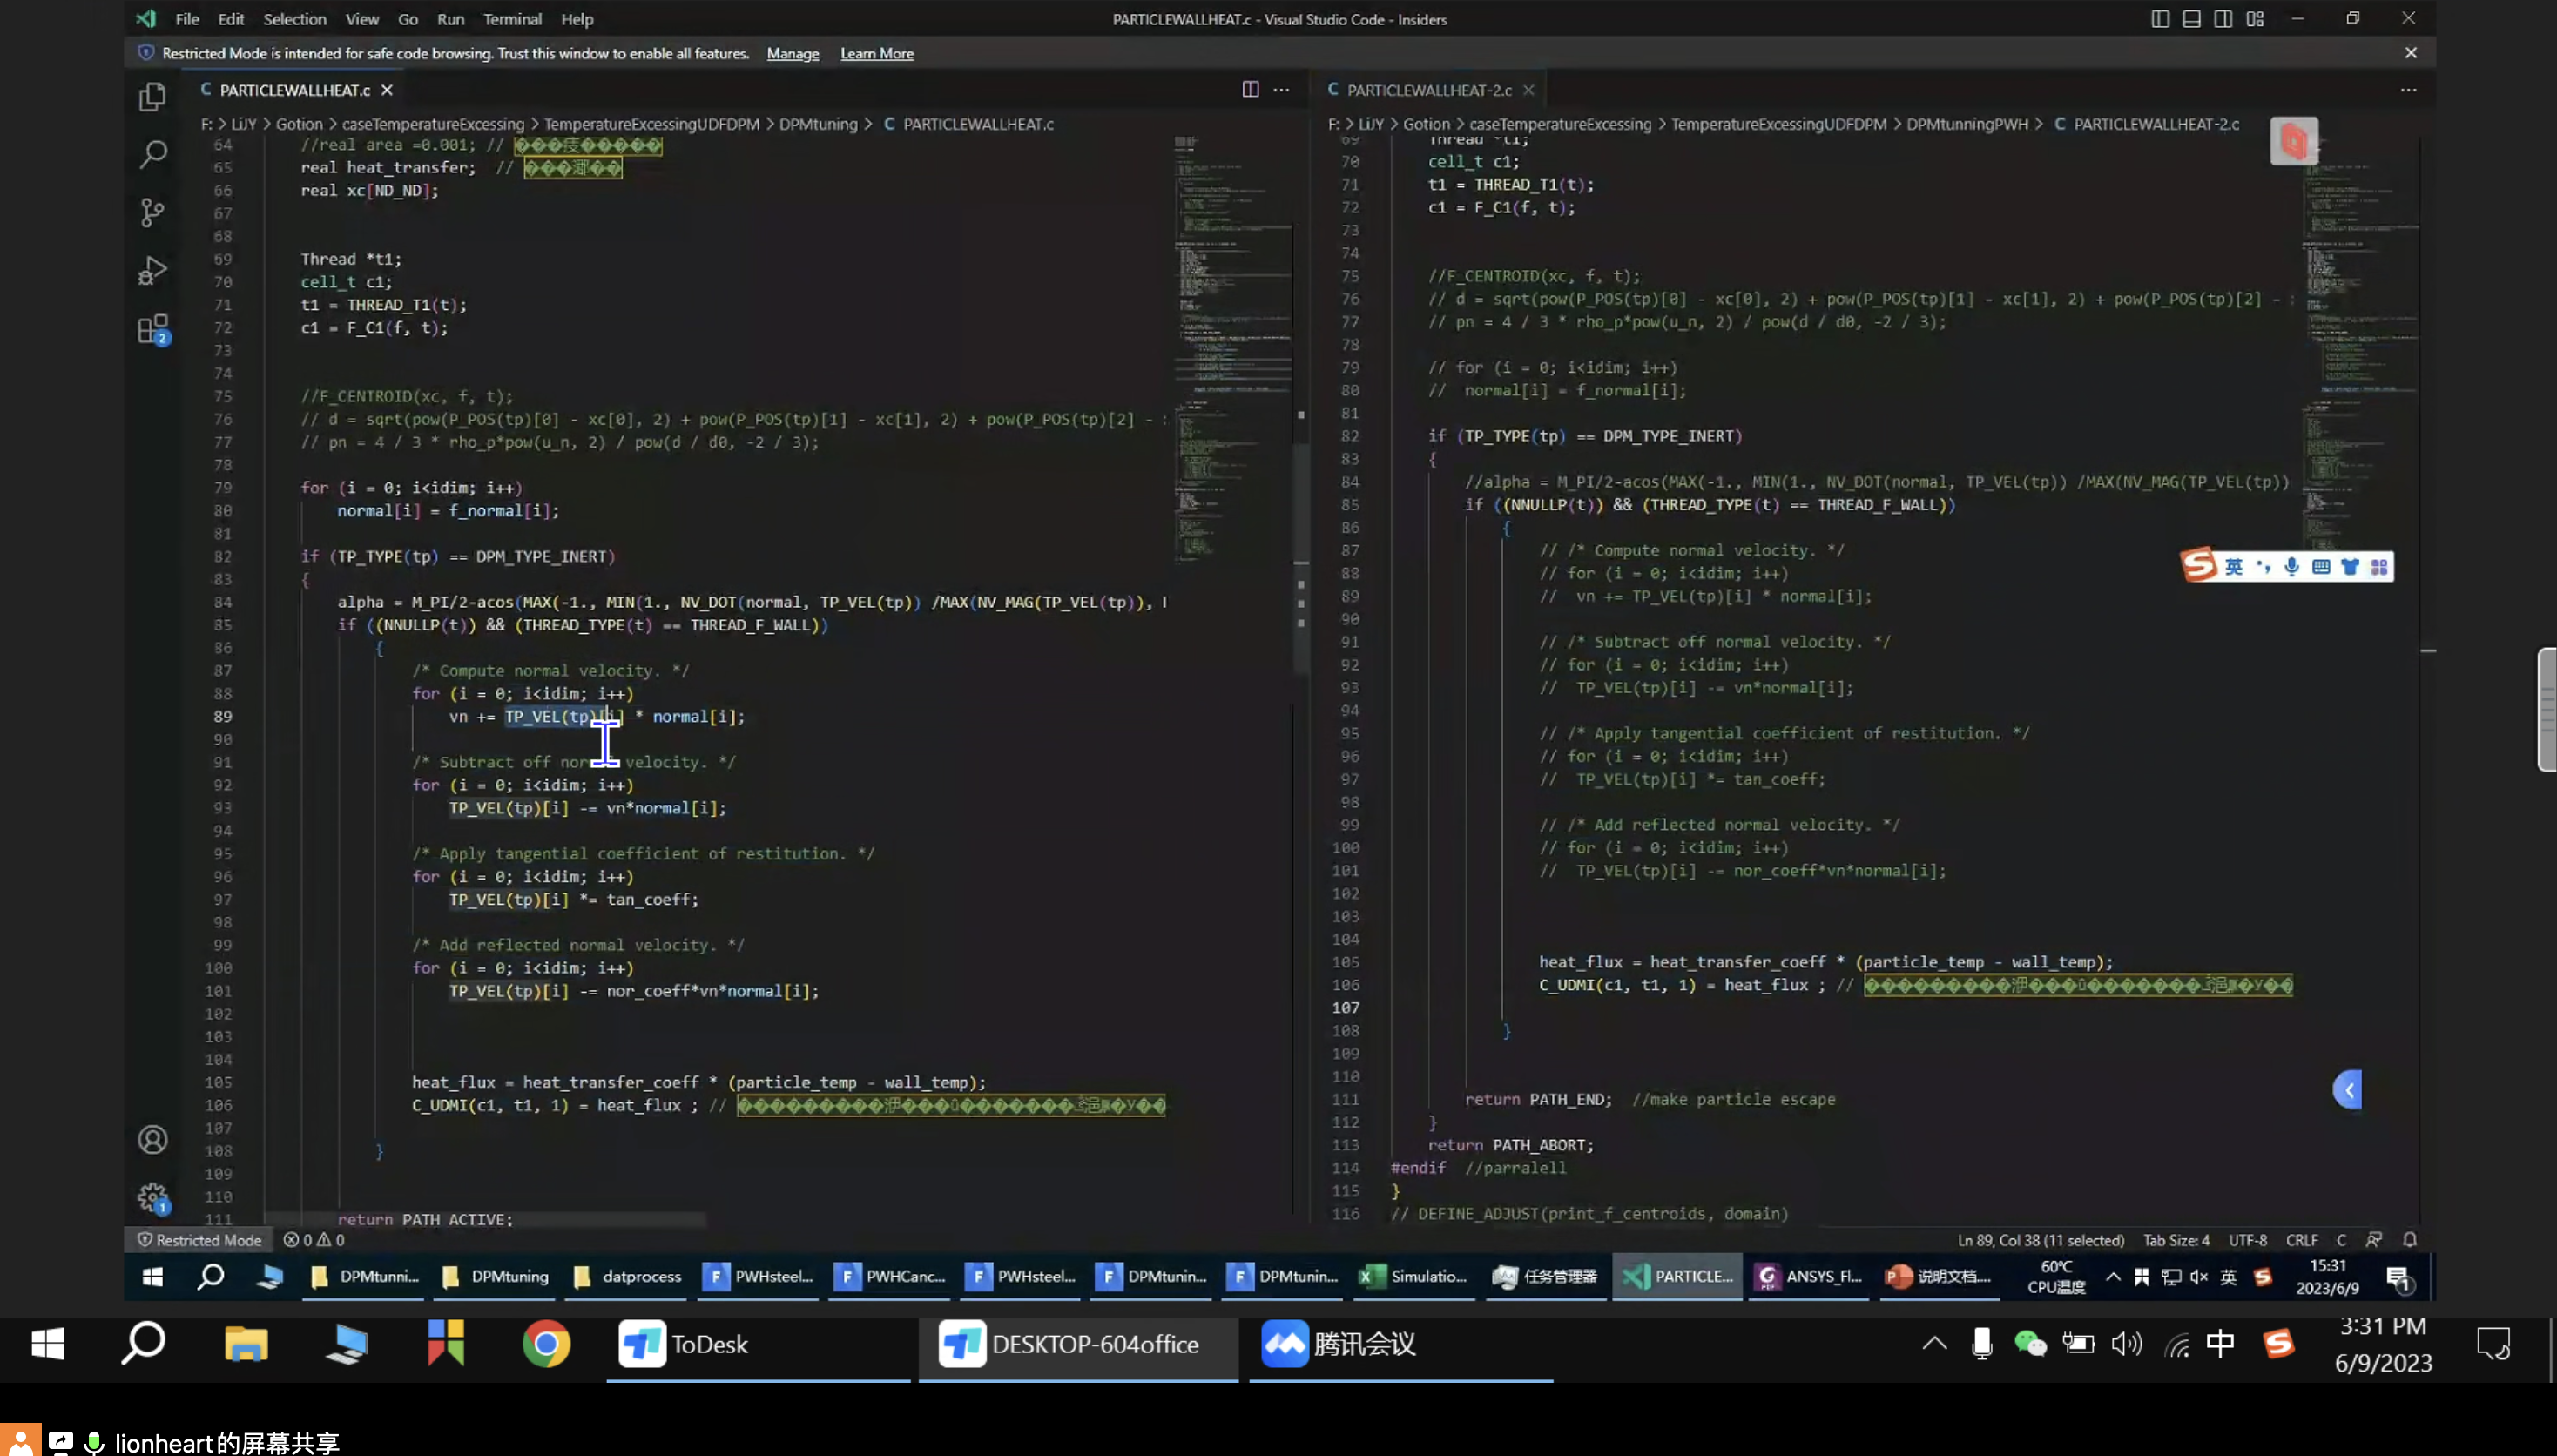 File Edit Selection View Go Run Terminal Help
PARTICLEWALLHEAT.c - Visual Studio Code - Insiders
Restricted Mode is intended for safe code browsing. Trust this window to enable all features. Manage Learn More
C PARTICLEWALLHEAT.c
F: > LiJY > Gotion > caseTemperatureExcessing > TemperatureExcessingUDFDPM > DPMtuning > C PARTICLEWALLHEAT.c
64 //real area =0.001; //
65 real heat_transfer; //
66 real xc[ND_ND];
67
68
69 Thread *t1;
70 cell_t c1;
71 t1 = THREAD_T1(t);
72 c1 = F_C1(f, t);
73
74
75 //F_CENTROID(xc, f, t);
76 // d = sqrt(pow(P_POS(tp)[0] - xc[0], 2) + pow(P_POS(tp)[1] - xc[1], 2) + pow(P_POS(tp)[2] -
77 // pn = 4 / 3 * rho_p*pow(u_n, 2) / pow(d / d0, -2 / 3);
78
79 for (i = 0; i<idim; i++)
80 normal[i] = f_normal[i];
81
82 if (TP_TYPE(tp) == DPM_TYPE_INERT)
83 {
84 alpha = M_PI/2-acos(MAX(-1., MIN(1., NV_DOT(normal, TP_VEL(tp)) /MAX(NV_MAG(TP_VEL(tp)),
85 if ((NNULLP(t)) && (THREAD_TYPE(t) == THREAD_F_WALL))
86 {
87 /* Compute normal velocity. */
88 for (i = 0; i<idim; i++)
89 vn += TP_VEL(tp)[i] * normal[i];
90
91 /* Subtract off normal velocity. */
92 for (i = 0; i<idim; i++)
93 TP_VEL(tp)[i] -= vn*normal[i];
94
95 /* Apply tangential coefficient of restitution. */
96 for (i = 0; i<idim; i++)
97 TP_VEL(tp)[i] *= tan_coeff;
98
99 /* Add reflected normal velocity. */
100 for (i = 0; i<idim; i++)
101 TP_VEL(tp)[i] -= nor_coeff*vn*normal[i];
102
103
104
105 heat_flux = heat_transfer_coeff * (particle_temp - wall_temp);
106 C_UDMI(c1, t1, 1) = heat_flux ; //
107
108 }
109
110
111 return PATH_ACTIVE;
C PARTICLEWALLHEAT-2.c
F: > LiJY > Gotion > caseTemperatureExcessing > TemperatureExcessingUDFDPM > DPMtunningPWH > C PARTICLEWALLHEAT-2.c
69 Thread *t1;
70 cell_t c1;
71 t1 = THREAD_T1(t);
72 c1 = F_C1(f, t);
73
74
75 //F_CENTROID(xc, f, t);
76 // d = sqrt(pow(P_POS(tp)[0] - xc[0], 2) + pow(P_POS(tp)[1] - xc[1], 2) + pow(P_POS(tp)[2] -
77 // pn = 4 / 3 * rho_p*pow(u_n, 2) / pow(d / d0, -2 / 3);
78
79 // for (i = 0; i<idim; i++)
80 // normal[i] = f_normal[i];
81
82 if (TP_TYPE(tp) == DPM_TYPE_INERT)
83 {
84 //alpha = M_PI/2-acos(MAX(-1., MIN(1., NV_DOT(normal, TP_VEL(tp)) /MAX(NV_MAG(TP_VEL(tp))
85 if ((NNULLP(t)) && (THREAD_TYPE(t) == THREAD_F_WALL))
86 {
87 // /* Compute normal velocity. */
88 // for (i = 0; i<idim; i++)
89 // vn += TP_VEL(tp)[i] * normal[i];
90
91 // /* Subtract off normal velocity. */
92 // for (i = 0; i<idim; i++)
93 // TP_VEL(tp)[i] -= vn*normal[i];
94
95 // /* Apply tangential coefficient of restitution. */
96 // for (i = 0; i<idim; i++)
97 // TP_VEL(tp)[i] *= tan_coeff;
98
99 // /* Add reflected normal velocity. */
100 // for (i = 0; i<idim; i++)
101 // TP_VEL(tp)[i] -= nor_coeff*vn*normal[i];
102
103
104
105 heat_flux = heat_transfer_coeff * (particle_temp - wall_temp);
106 C_UDMI(c1, t1, 1) = heat_flux ; //
107
108 }
109
110
111 return PATH_END; //make particle escape
112 }
113 return PATH_ABORT;
114 #endif //parralell
115 }
116 // DEFINE_ADJUST(print_f_centroids, domain)
英
Restricted Mode 0 0
Ln 89, Col 38 (11 selected) Tab Size: 4 UTF-8 CRLF C
DPMtunni... DPMtuning datprocess PWHsteel... PWHCanc... PWHsteel... DPMtunin... DPMtunin... Simulatio... 任务管理器 PARTICLE... ANSYS_Fl... 说明文档....
60℃ CPU温度
英
15:31
2023/6/9
1
ToDesk DESKTOP-604office 腾讯会议
中
3:31 PM
6/9/2023
lionheart的屏幕共享